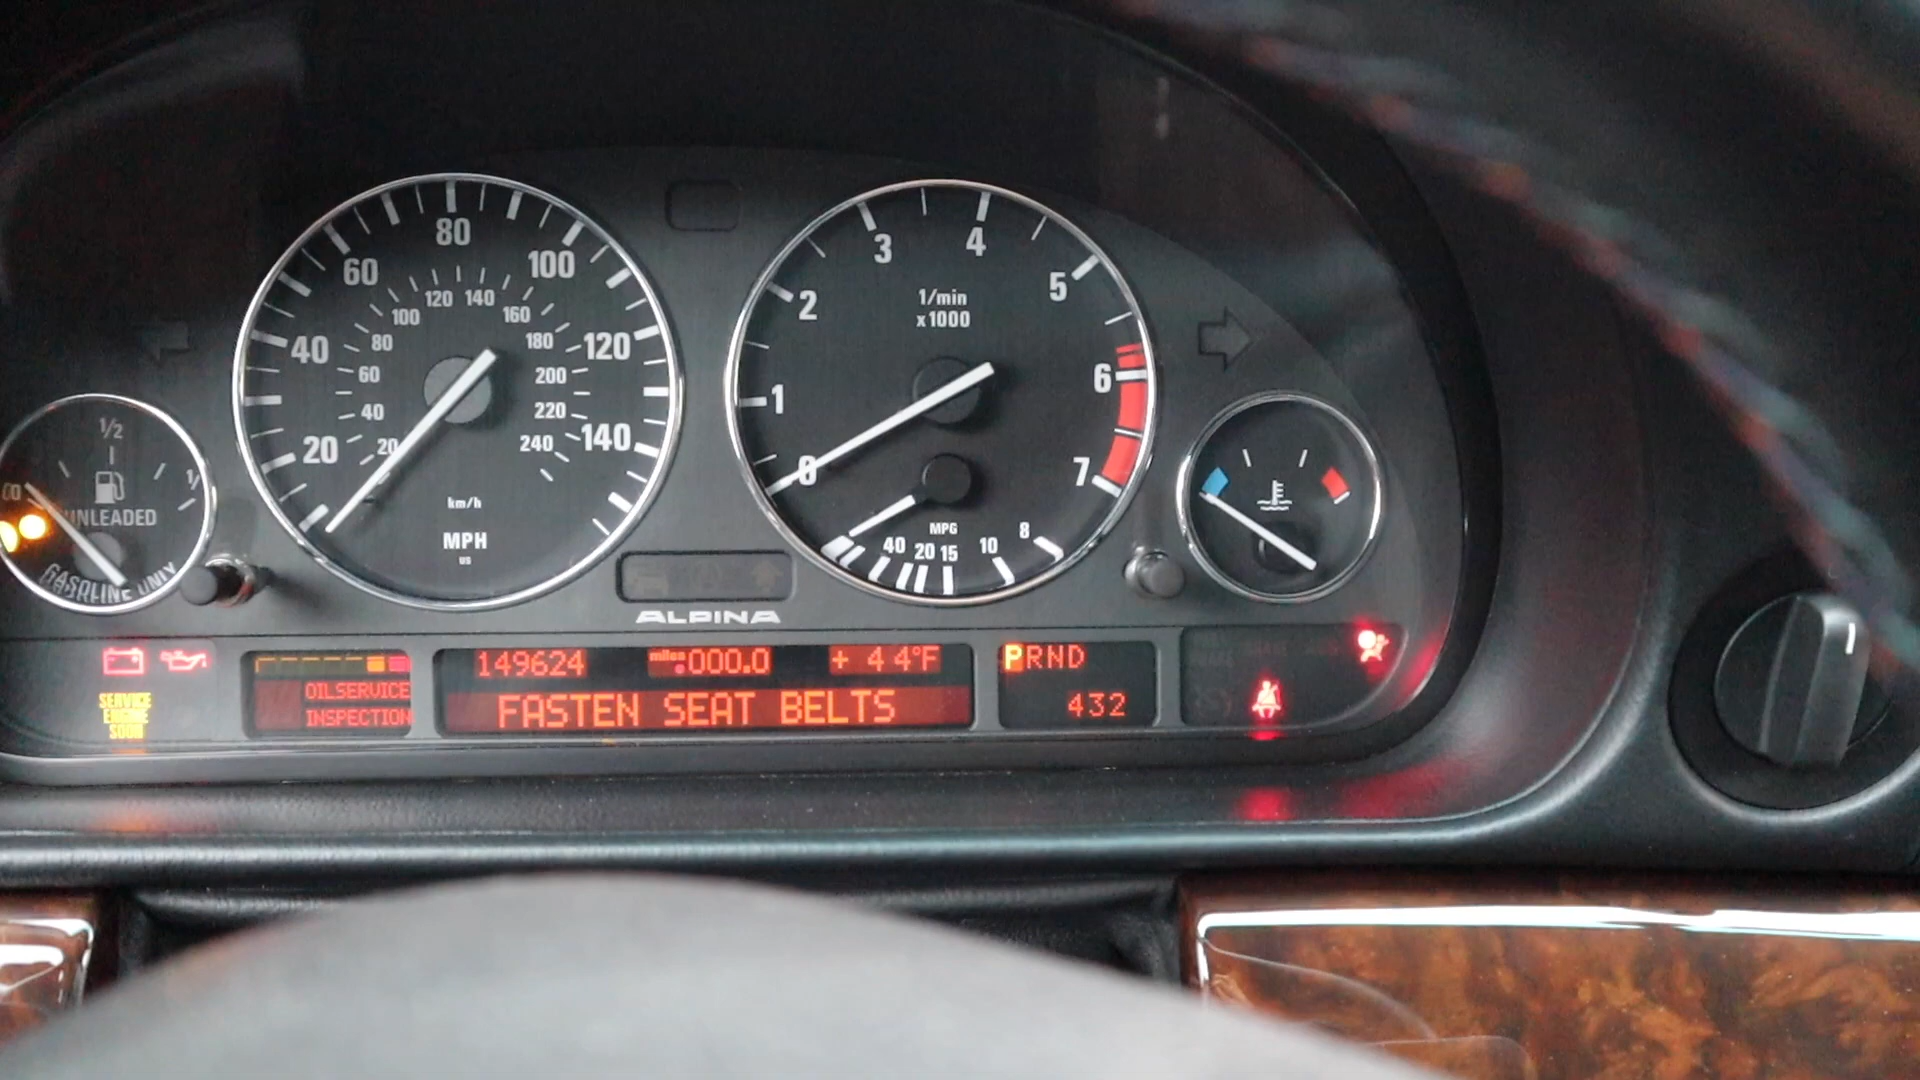 80
60
100
40
120
20
140
120 140
100
160
80
180
60
200
40
220
20
240
km/h
MPH
US
3
4
2
5
1/min
x1000
1
6
0
7
MPG
40 20 15 10 8
1/2
UNLEADED
GASOLINE ONLY
ALPINA
SERVICE
ENGINE
SOON
OILSERVICE
INSPECTION
149624 miles 000.0 + 44°F
FASTEN SEAT BELTS
PRND
432